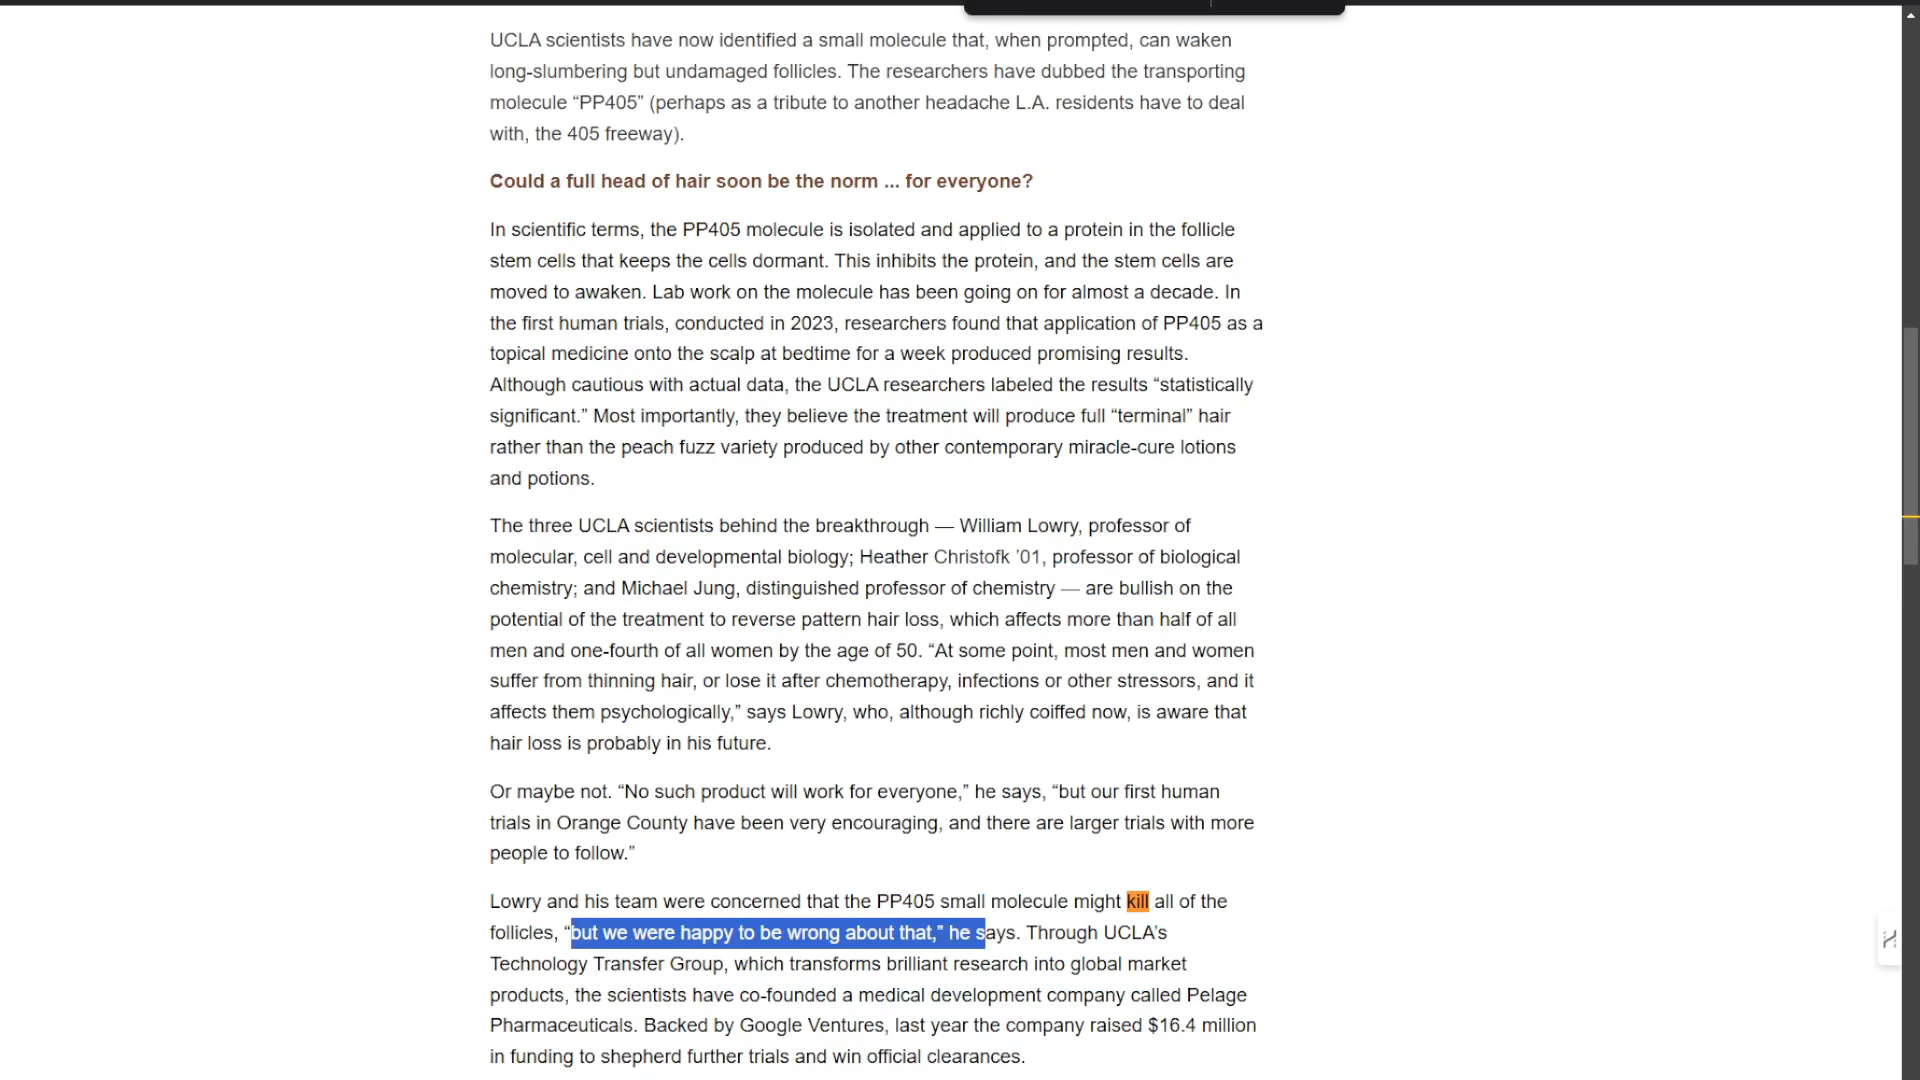 UCLA scientists have now identified a small molecule that, when prompted, can waken
long-slumbering but undamaged follicles. The researchers have dubbed the transporting
molecule “PP405” (perhaps as a tribute to another headache L.A. residents have to deal
with, the 405 freeway).
Could a full head of hair soon be the norm ... for everyone?
In scientific terms, the PP405 molecule is isolated and applied to a protein in the follicle
stem cells that keeps the cells dormant. This inhibits the protein, and the stem cells are
moved to awaken. Lab work on the molecule has been going on for almost a decade. In
the first human trials, conducted in 2023, researchers found that application of PP405 as a
topical medicine onto the scalp at bedtime for a week produced promising results.
Although cautious with actual data, the UCLA researchers labeled the results “statistically
significant.” Most importantly, they believe the treatment will produce full “terminal” hair
rather than the peach fuzz variety produced by other contemporary miracle-cure lotions
and potions.
The three UCLA scientists behind the breakthrough — William Lowry, professor of
molecular, cell and developmental biology; Heather Christofk ’01, professor of biological
chemistry; and Michael Jung, distinguished professor of chemistry — are bullish on the
potential of the treatment to reverse pattern hair loss, which affects more than half of all
men and one-fourth of all women by the age of 50. “At some point, most men and women
suffer from thinning hair, or lose it after chemotherapy, infections or other stressors, and it
affects them psychologically,” says Lowry, who, although richly coiffed now, is aware that
hair loss is probably in his future.
Or maybe not. “No such product will work for everyone,” he says, “but our first human
trials in Orange County have been very encouraging, and there are larger trials with more
people to follow.”
Lowry and his team were concerned that the PP405 small molecule might kill all of the
follicles, “but we were happy to be wrong about that,” he says. Through UCLA’s
Technology Transfer Group, which transforms brilliant research into global market
products, the scientists have co-founded a medical development company called Pelage
Pharmaceuticals. Backed by Google Ventures, last year the company raised $16.4 million
in funding to shepherd further trials and win official clearances.